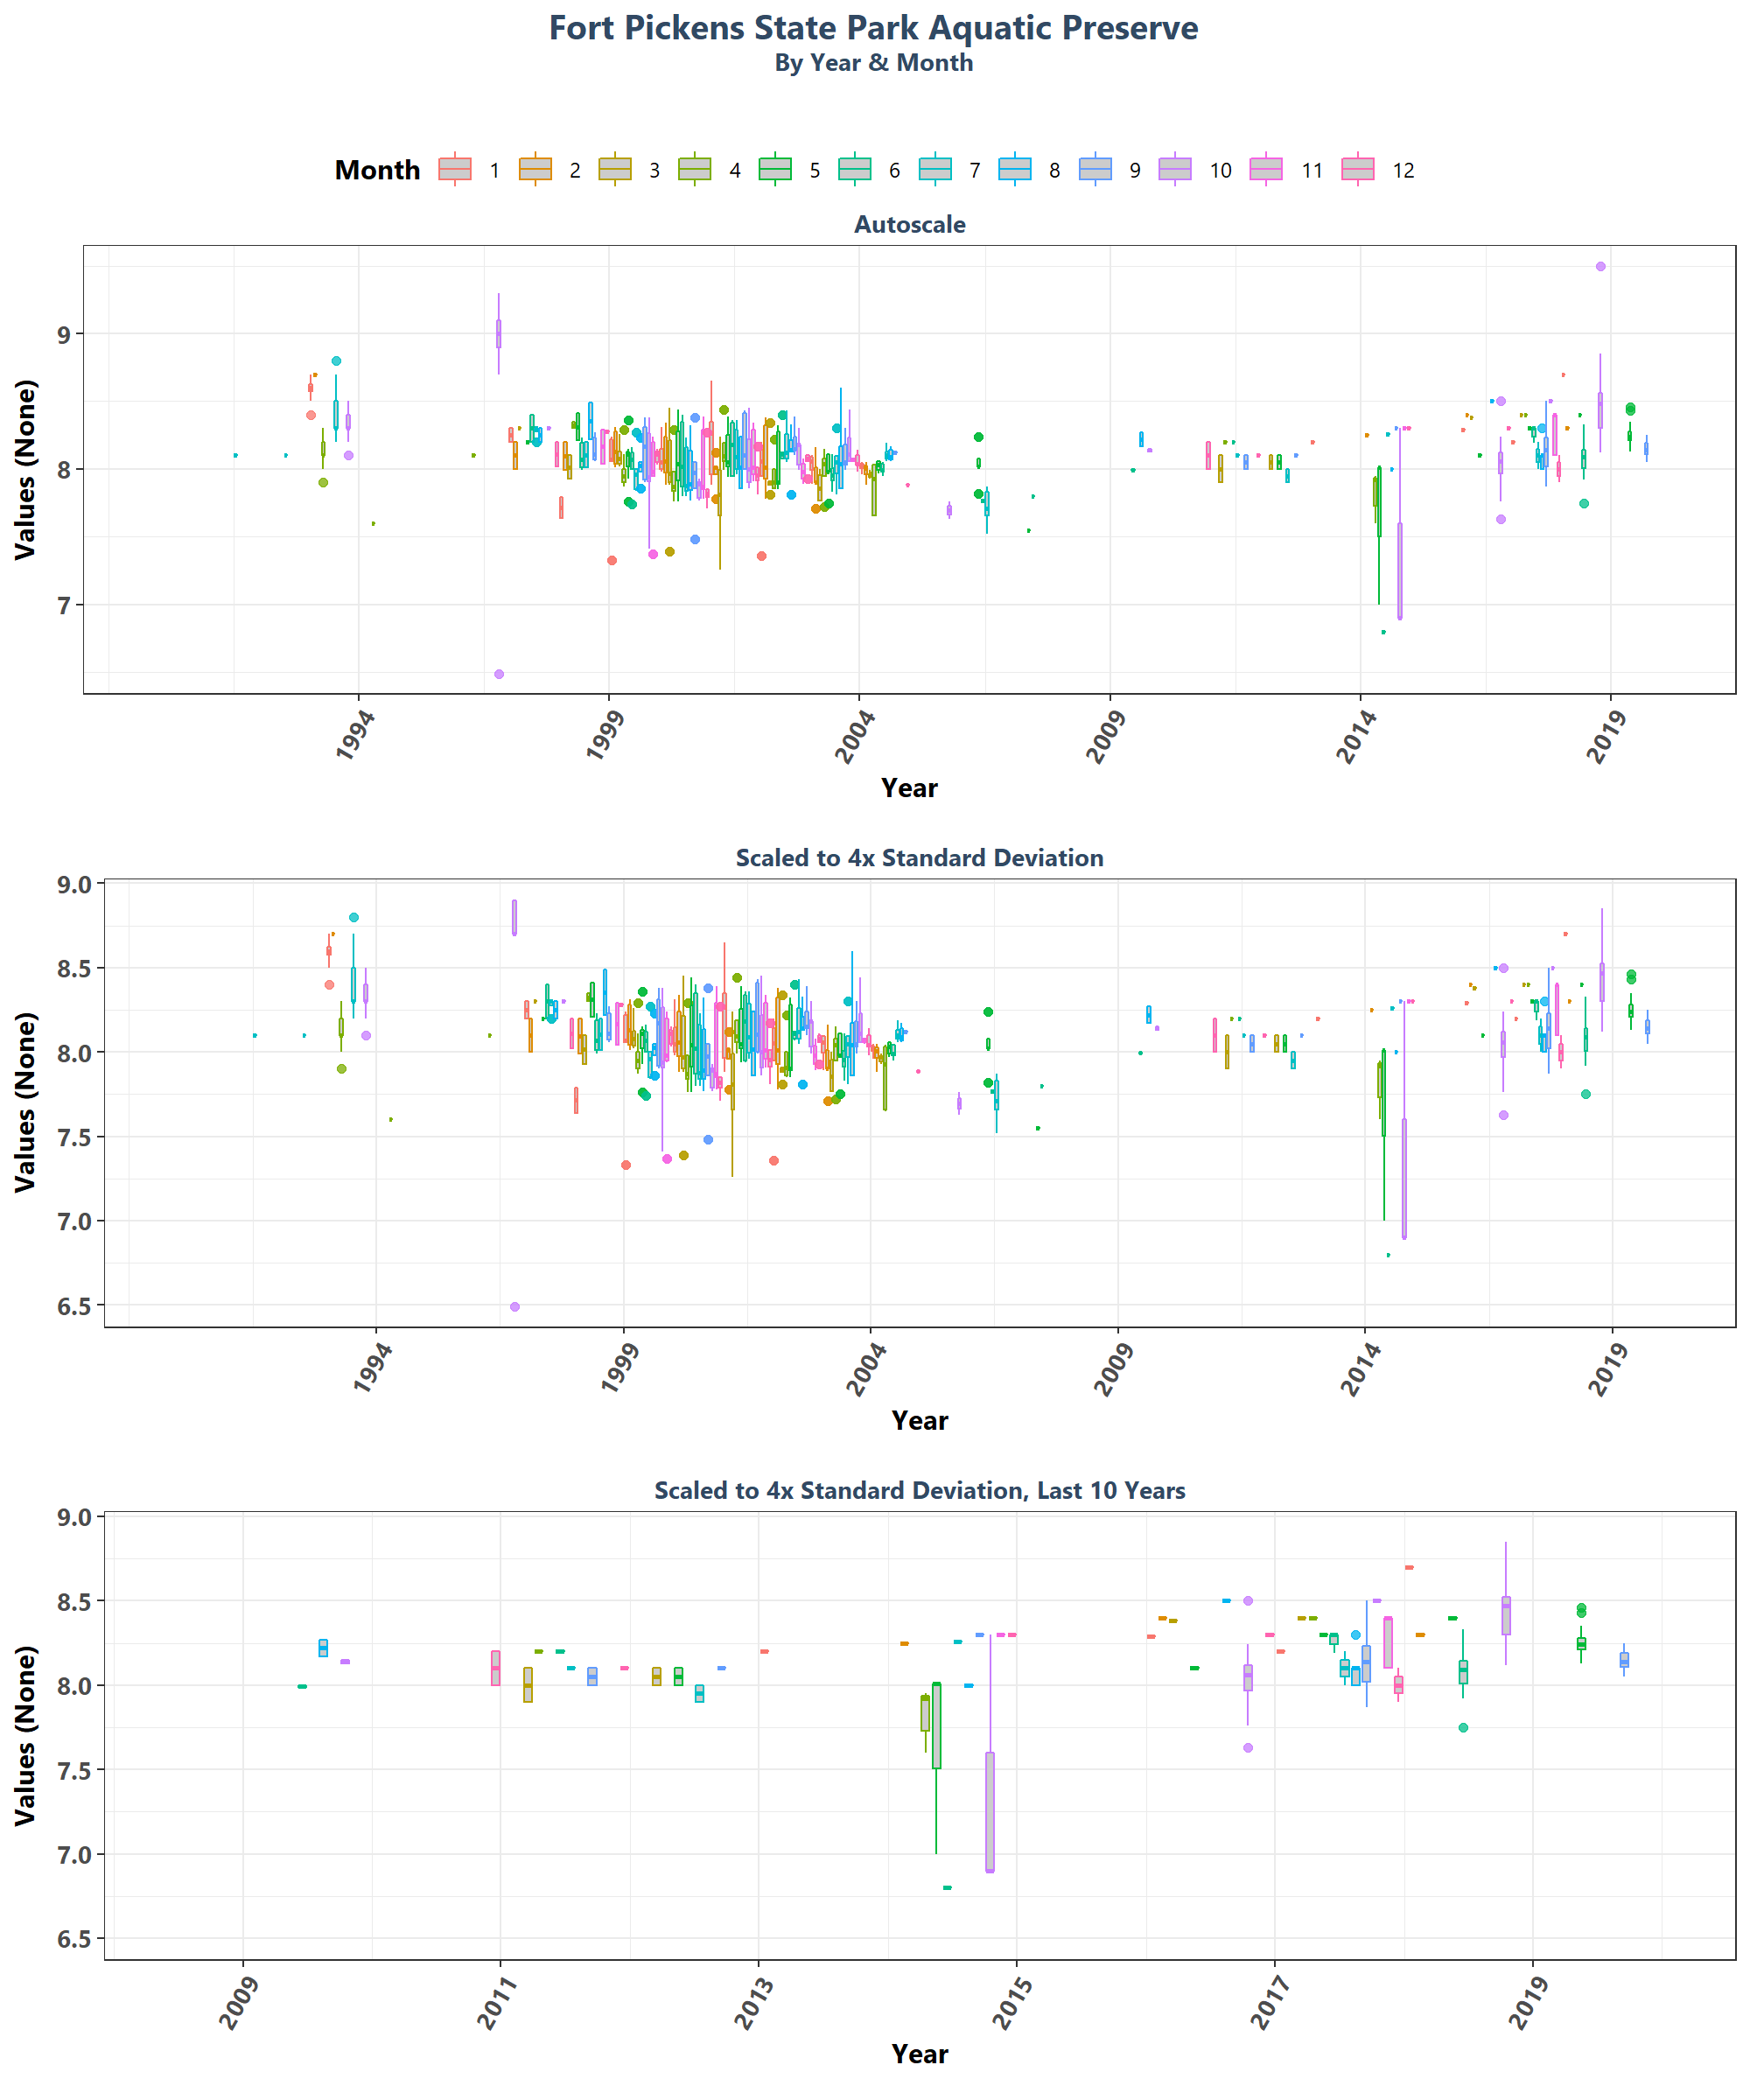 Fort Pickens State Park Aquatic Preserve
By Year & Month
Month 1 2 3 4 5 6 7 8 9 10 11 12
Autoscale
Values (None)
9
8
7
1994 1999 2004 2009 2014 2019
Year
Scaled to 4x Standard Deviation
Values (None)
9.0
8.5
8.0
7.5
7.0
6.5
1994 1999 2004 2009 2014 2019
Year
Scaled to 4x Standard Deviation, Last 10 Years
Values (None)
9.0
8.5
8.0
7.5
7.0
6.5
2009 2011 2013 2015 2017 2019
Year